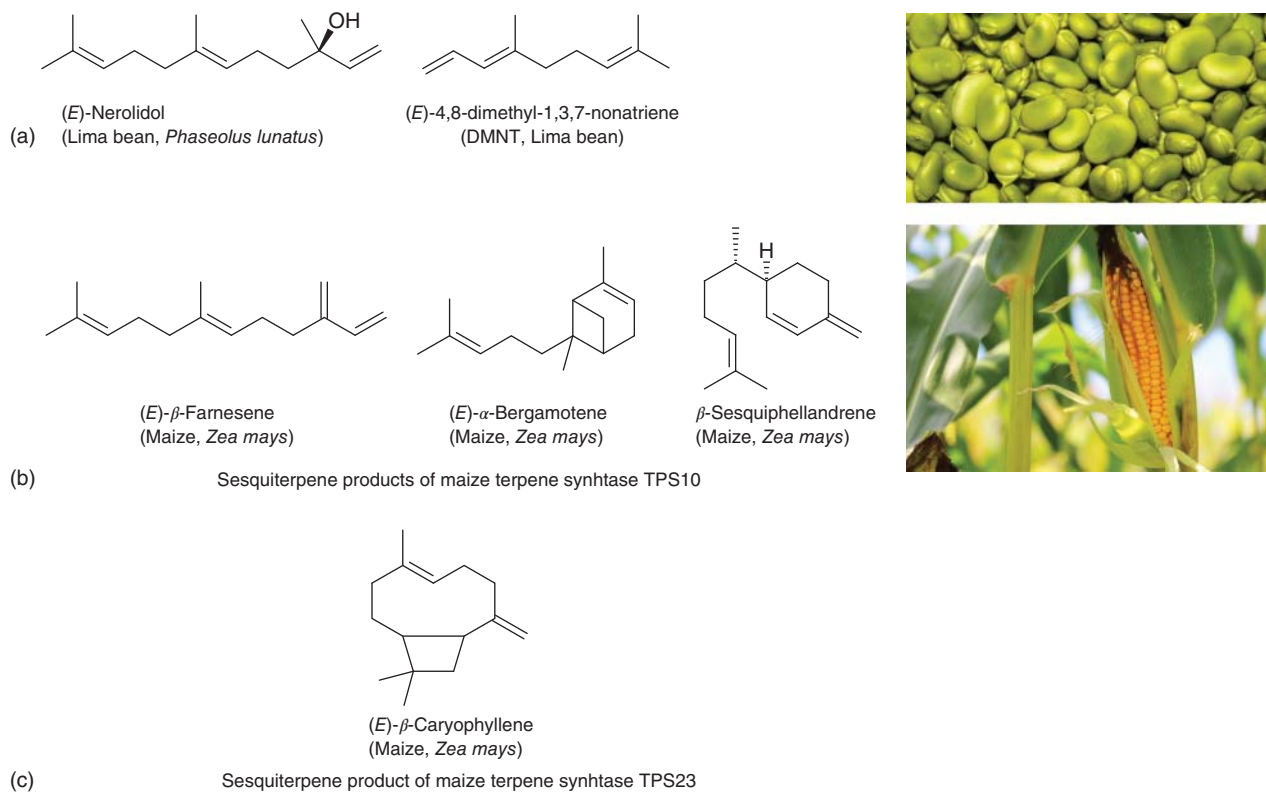 OH
(E)-Nerolidol
(Lima bean, Phaseolus lunatus)
(E)-4,8-dimethyl-1,3,7-nonatriene
(DMNT, Lima bean)
(a)
H
(E)-β-Farnesene
(Maize, Zea mays)
(E)-α-Bergamotene
(Maize, Zea mays)
β-Sesquiphellandrene
(Maize, Zea mays)
(b)
Sesquiterpene products of maize terpene synhtase TPS10
(E)-β-Caryophyllene
(Maize, Zea mays)
(c)
Sesquiterpene product of maize terpene synhtase TPS23